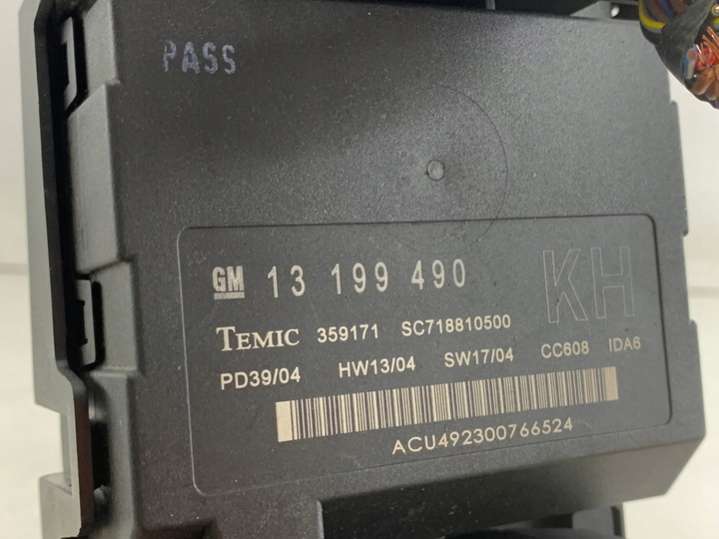 PASS
GM 13 199 490 KH
TEMIC 359171 SC718810500
PD39/04 HW13/04 SW17/04 CC608 IDA6
ACU492300766524